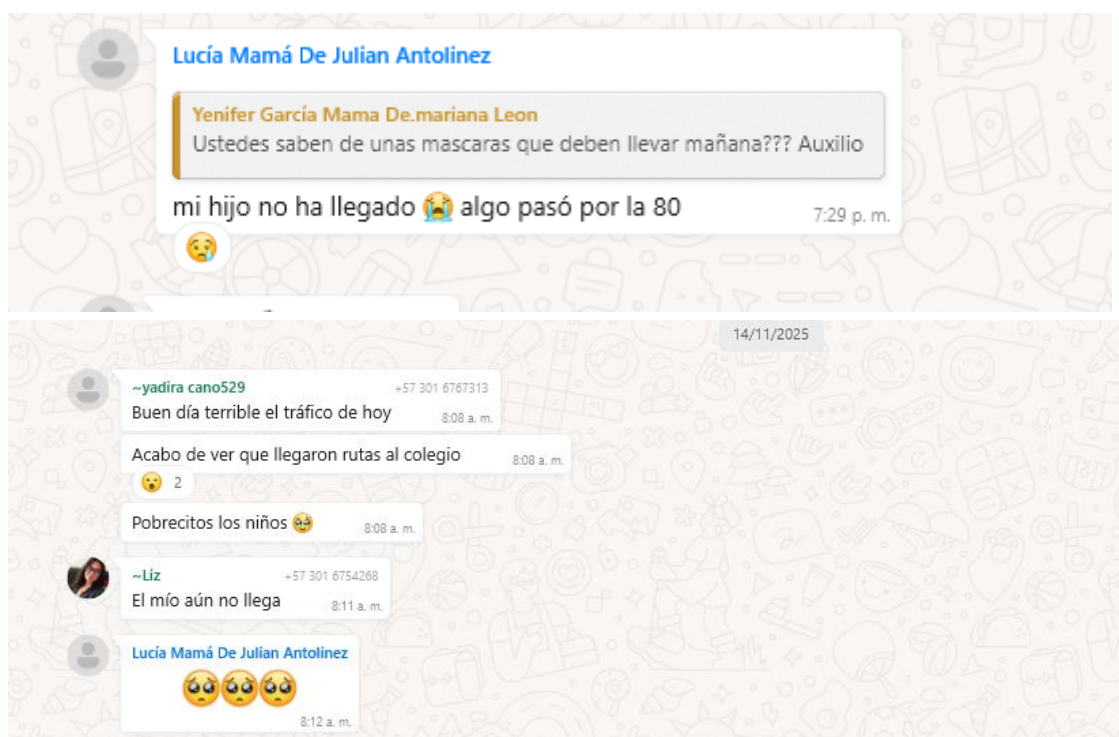 Lucía Mamá De Julian Antolinez
Yenifer García Mama De.mariana Leon
Ustedes saben de unas mascaras que deben llevar mañana??? Auxilio
mi hijo no ha llegado 😭 algo pasó por la 80
7:29 p. m.
😢
14/11/2025
~yadira cano529 +57 301 6767313
Buen día terrible el tráfico de hoy 8:08 a. m.
Acabo de ver que llegaron rutas al colegio 8:08 a. m.
😮 2
Pobrecitos los niños 🥹 8:08 a. m.
~Liz +57 301 6754268
El mío aún no llega 8:11 a. m.
Lucía Mamá De Julian Antolinez
🥺🥺🥺
8:12 a. m.